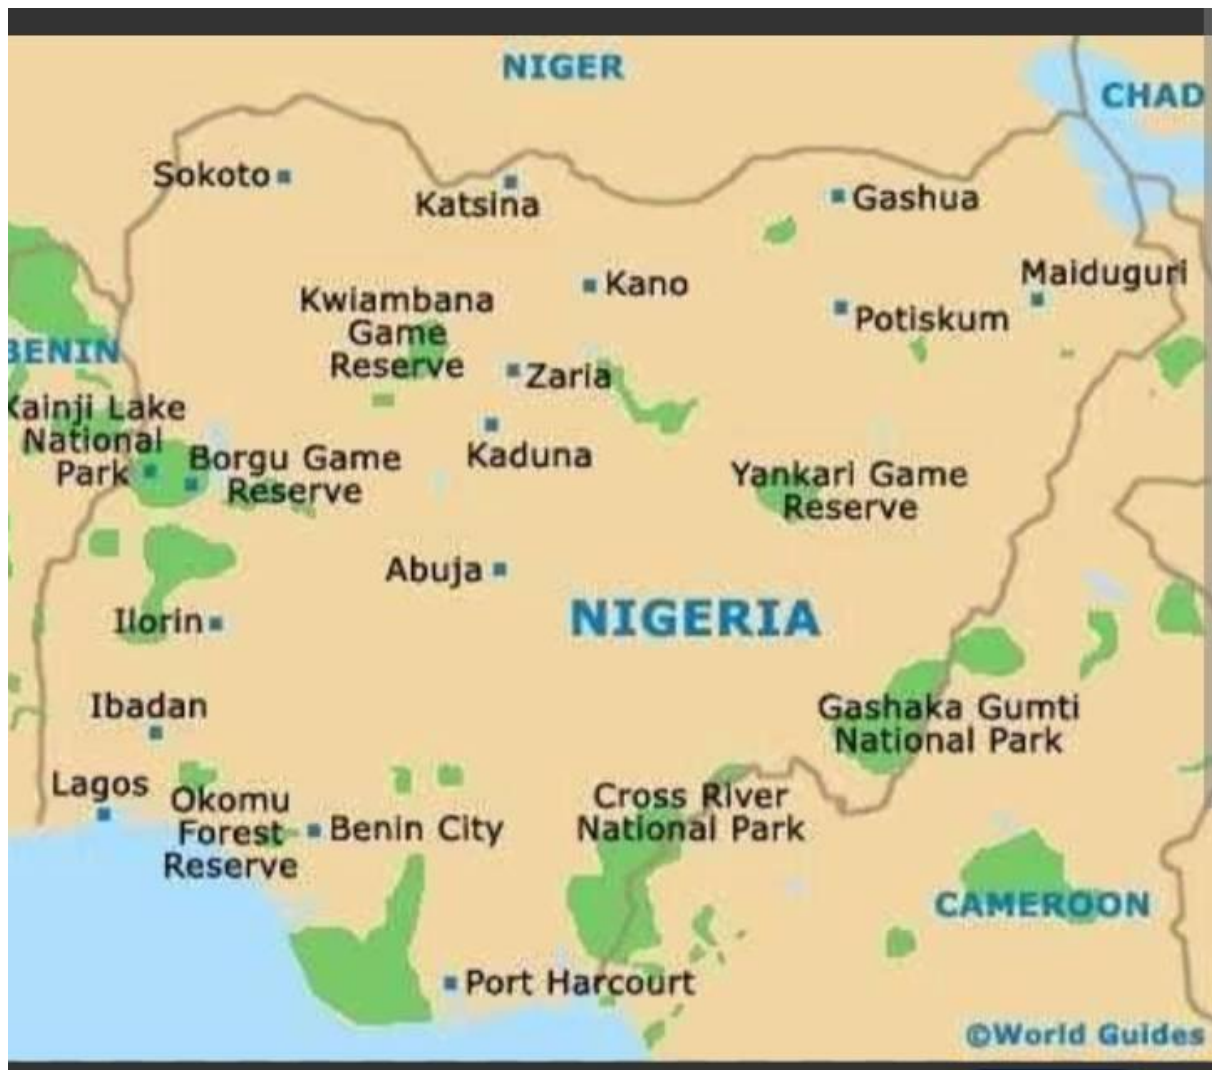 NIGER
CHAD
Sokoto
Katsina
Gashua
Maiduguri
Kano
Kwiambana
Game
Reserve
Potiskum
BENIN
Zaria
Kainji Lake
National
Park
Borgu Game
Reserve
Kaduna
Yankari Game
Reserve
Abuja
NIGERIA
Ilorin
Ibadan
Gashaka Gumti
National Park
Lagos
Okomu
Forest
Reserve
Benin City
Cross River
National Park
CAMEROON
Port Harcourt
©World Guides